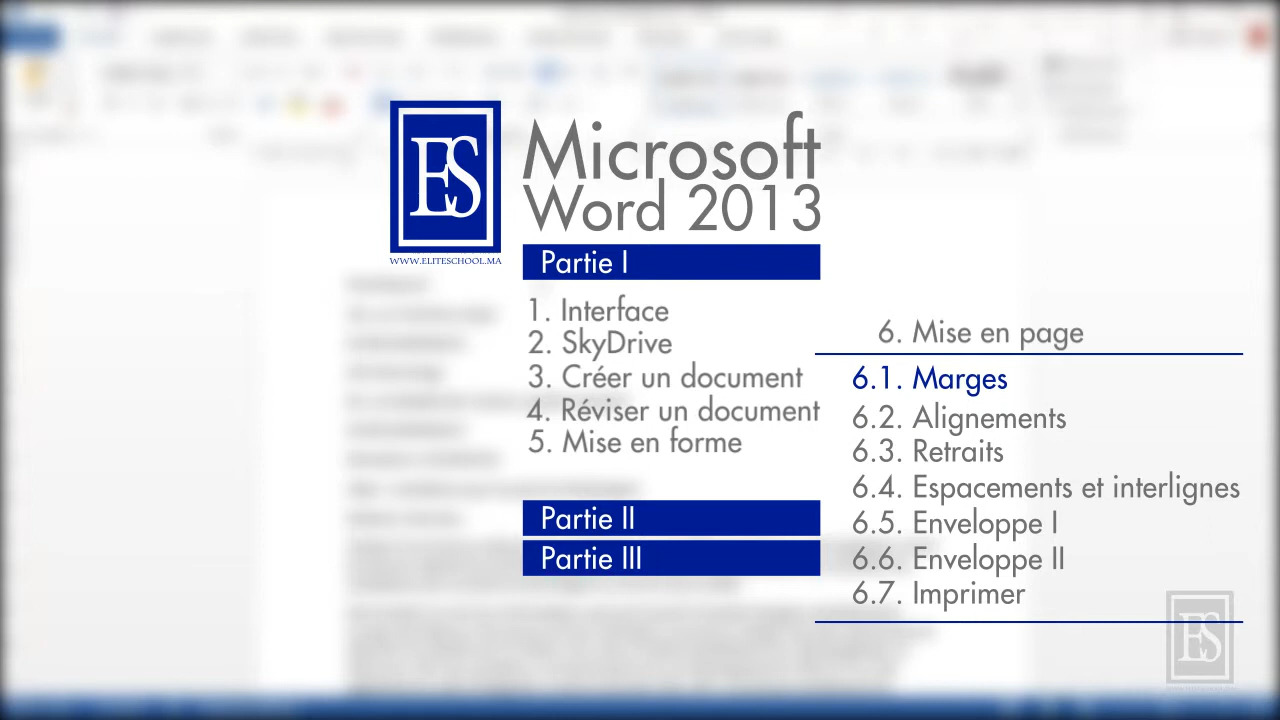 ES
WWW.ELITESCHOOL.MA
Microsoft
Word 2013
Partie I
1. Interface
2. SkyDrive
3. Créer un document
4. Réviser un document
5. Mise en forme
Partie II
Partie III
6. Mise en page
6.1. Marges
6.2. Alignements
6.3. Retraits
6.4. Espacements et interlignes
6.5. Enveloppe I
6.6. Enveloppe II
6.7. Imprimer
ES